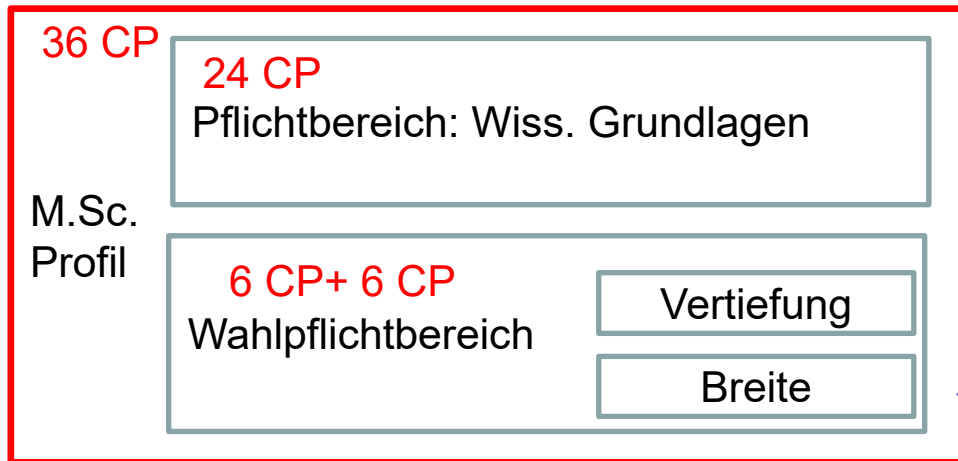 36 CP
24 CP
Pflichtbereich: Wiss. Grundlagen
M.Sc.
Profil
6 CP+ 6 CP
Wahlpflichtbereich
Vertiefung
Breite